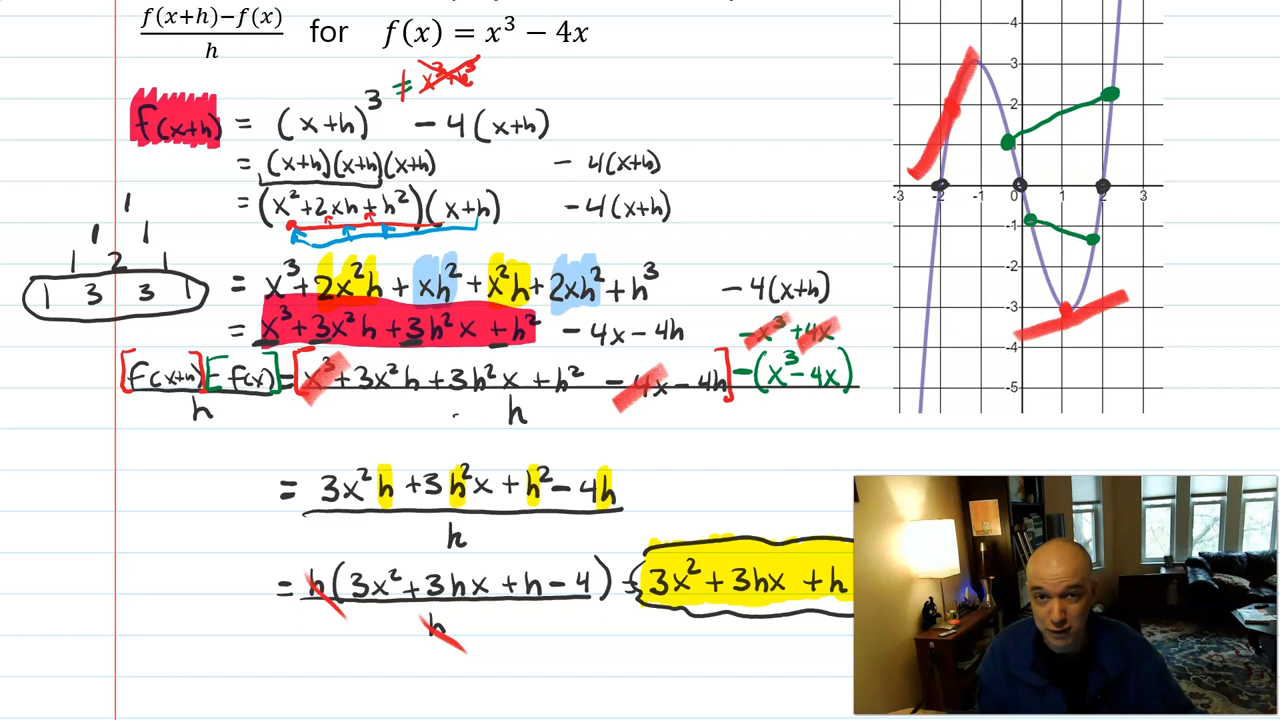 f(x+h)−f(x)/h for f(x) = x³ − 4x
≠ x³+h³
f(x+h) = (x+h)³ − 4(x+h)
= (x+h)(x+h)(x+h) − 4(x+h)
= (x²+2xh+h²)(x+h) − 4(x+h)
1
1 1
1 2 1
1 3 3 1
= x³+2x²h+xh²+x²h+2xh²+h³ − 4(x+h)
= x³+3x²h+3h²x+h² − 4x−4h
−x³+4x
[f(x+h)][−f(x)]/h = [x³+3x²h+3h²x+h² −4x−4h] −(x³−4x)/h
= 3x²h+3h²x+h²−4h/h
= h(3x²+3hx+h−4)/h = 3x²+3hx+h
4
3
2
1
-3 -2 -1 0 1 2 3
-1
-2
-3
-4
-5